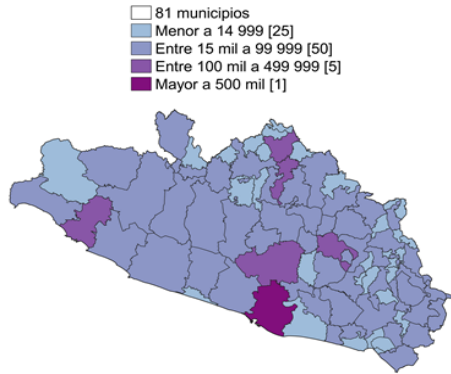 81 municipios
Menor a 14 999 [25]
Entre 15 mil a 99 999 [50]
Entre 100 mil a 499 999 [5]
Mayor a 500 mil [1]